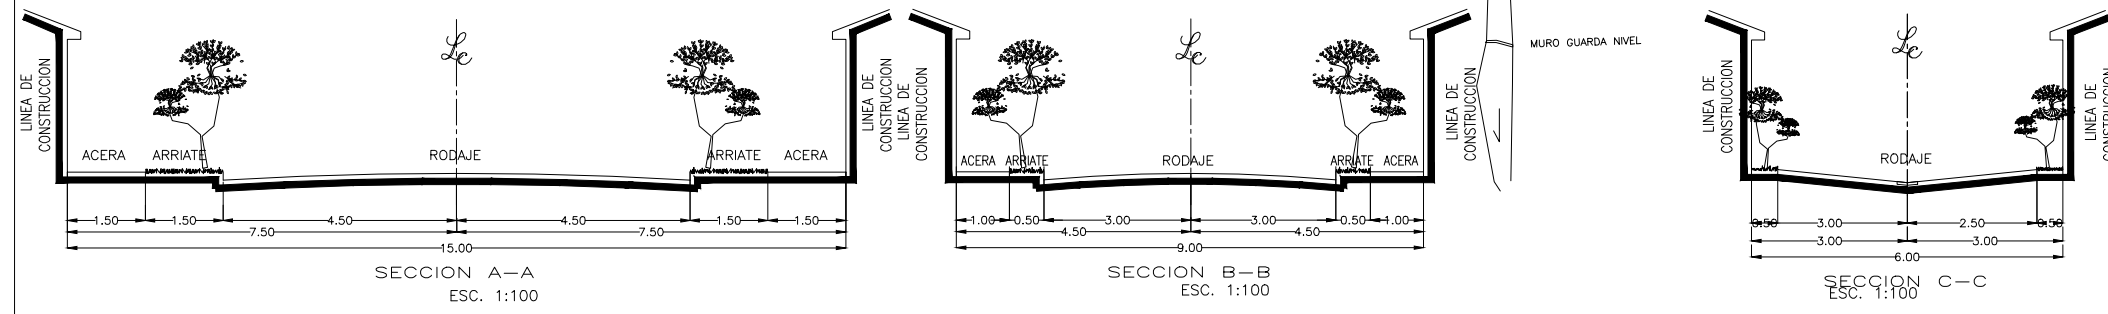 LINEA DE
CONSTRUCCION
ACERA
ARRIATE
Lc
RODAJE
ARRIATE
ACERA
LINEA DE
CONSTRUCCION
1.50
1.50
4.50
4.50
1.50
1.50
7.50
7.50
15.00
SECCION A-A
ESC. 1:100
LINEA DE
CONSTRUCCION
ACERA
ARRIATE
Lc
RODAJE
ARRIATE
ACERA
LINEA DE
CONSTRUCCION
1.00
0.50
3.00
3.00
0.50
1.00
4.50
4.50
9.00
SECCION B-B
ESC. 1:100
MURO GUARDA NIVEL
LINEA DE
CONSTRUCCION
Lc
RODAJE
LINEA DE
CONSTRUCCION
0.50
3.00
2.50
0.50
3.00
3.00
6.00
SECCION C-C
ESC. 1:100